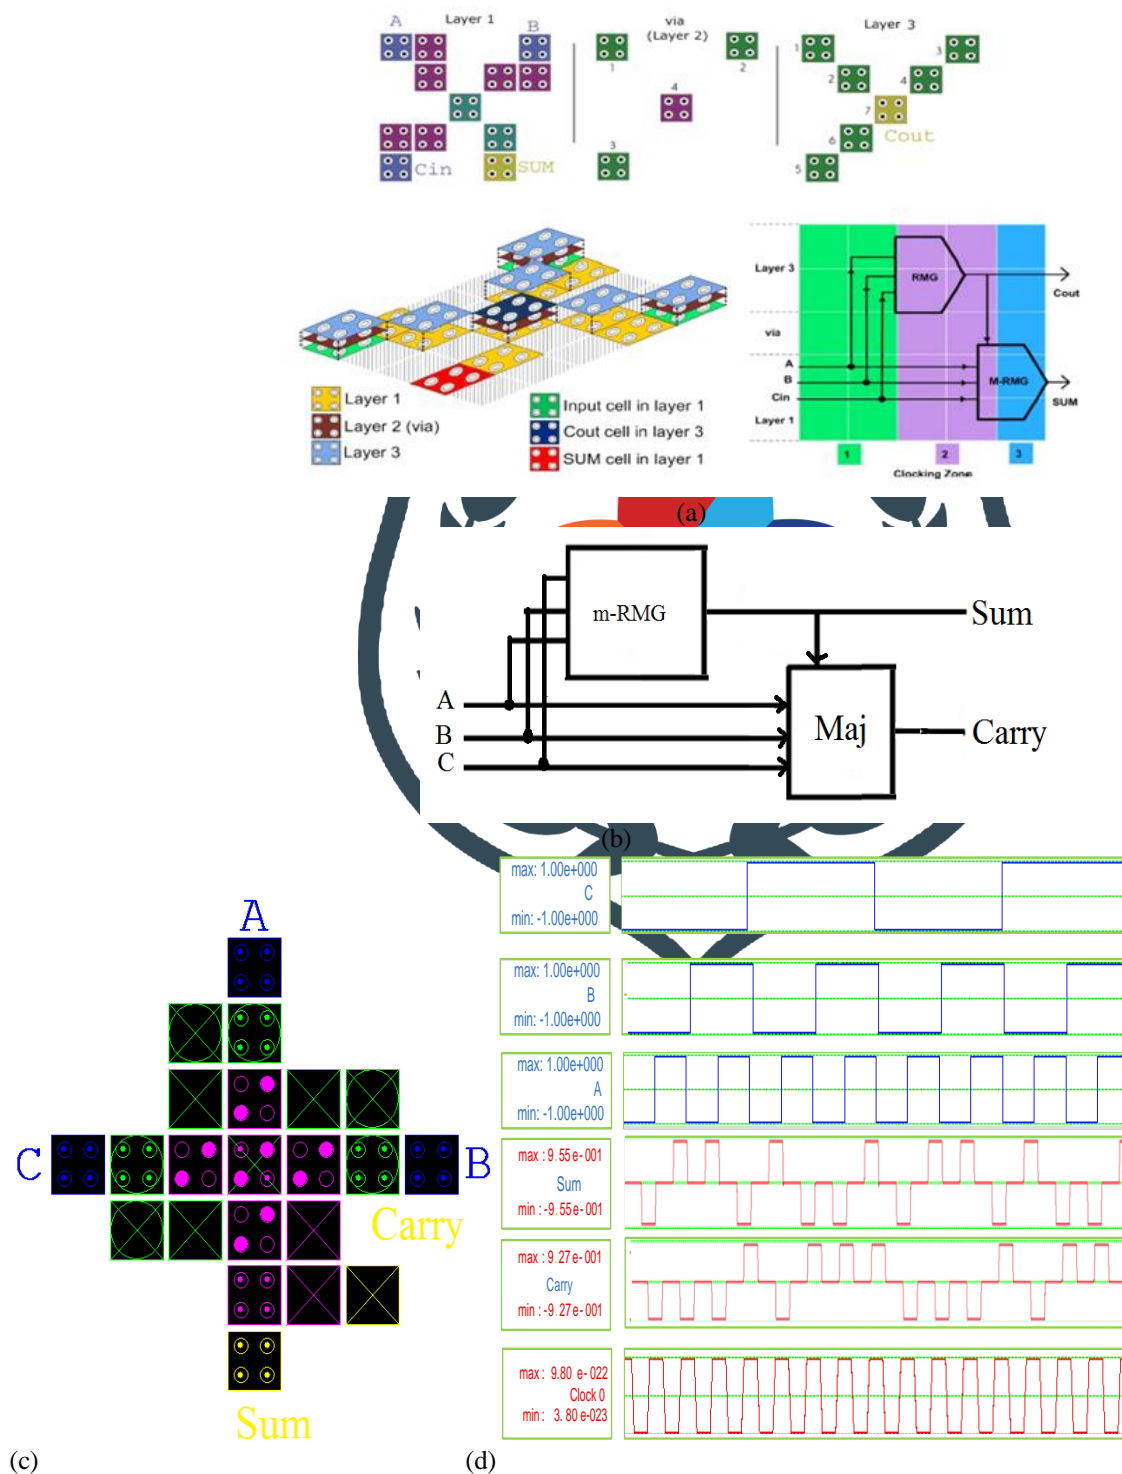 Layer 1
via
(Layer 2)
Layer 3
A
B
Cin
SUM
1
2
4
3
1
2
3
4
7
6
5
Cout
Layer 1
Layer 2 (via)
Layer 3
Input cell in layer 1
Cout cell in layer 3
SUM cell in layer 1
Layer 3
via
A
B
Cin
Layer 1
RMG
M-RMG
Cout
SUM
1
2
3
Clocking Zone
(a)
m-RMG
Sum
A
B
C
Maj
Carry
(b)
A
C
B
Carry
Sum
(c)
max: 1.00e+000
C
min: -1.00e+000
max: 1.00e+000
B
min: -1.00e+000
max: 1.00e+000
A
min: -1.00e+000
max : 9.55e-001
Sum
min : -9.55e-001
max : 9.27e-001
Carry
min : -9.27e-001
max : 9.80 e- 022
Clock 0
min : 3. 80 e-023
(d)